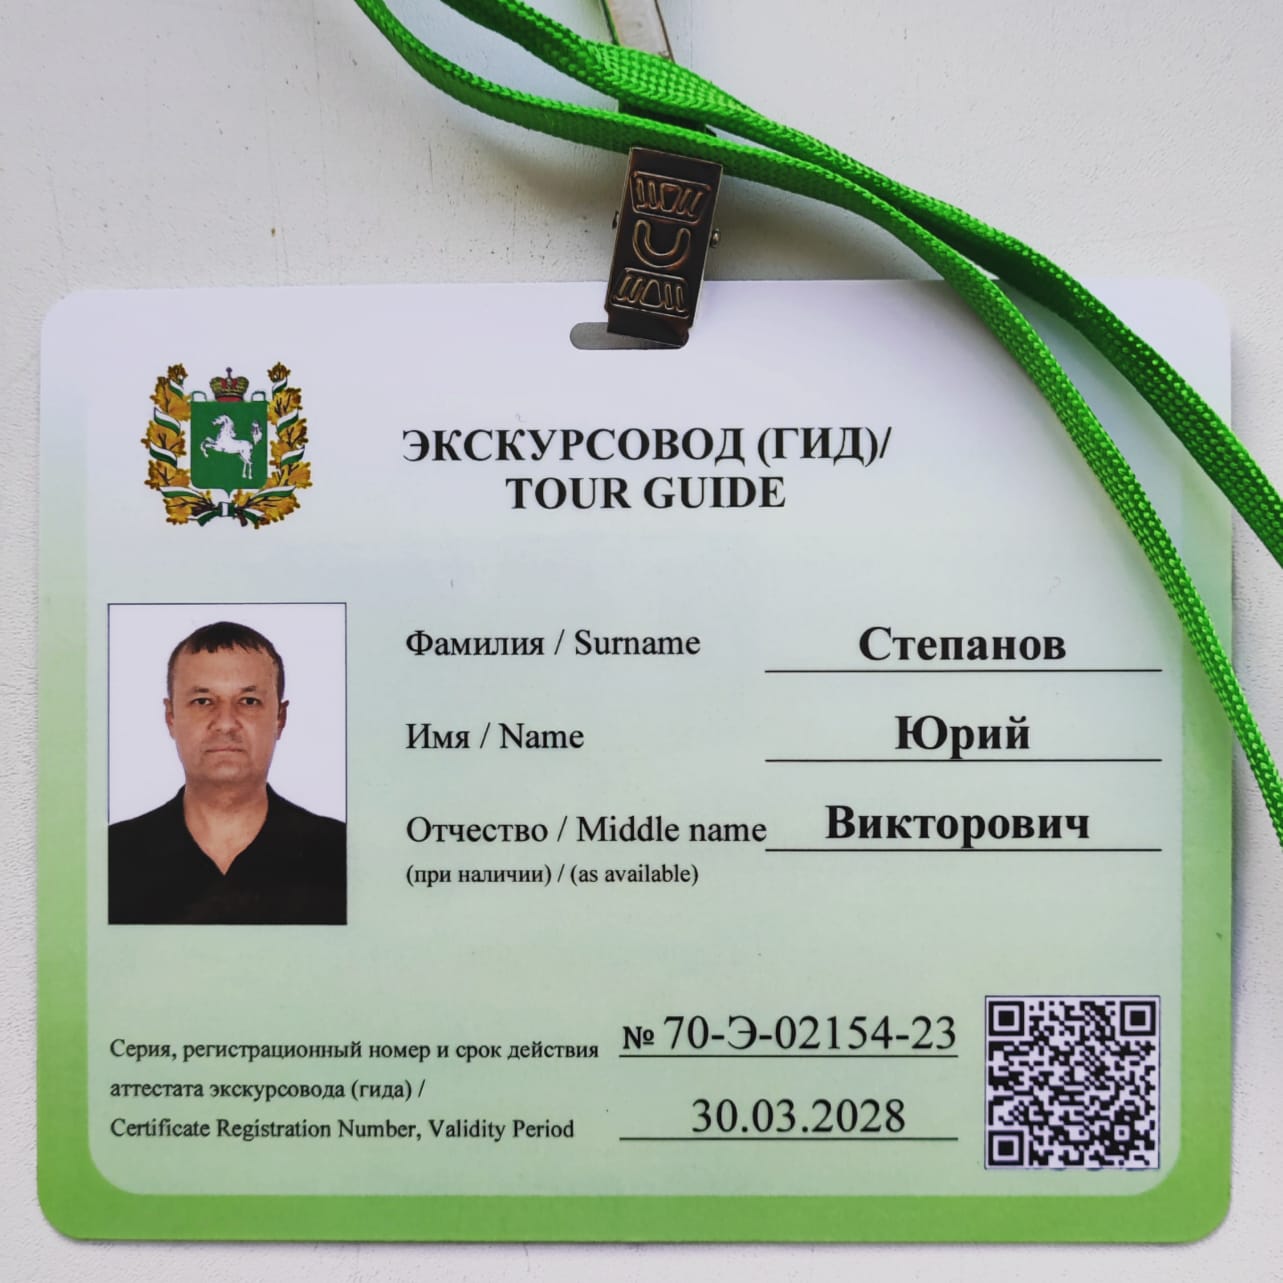 ЭКСКУРСОВОД (ГИД)/
TOUR GUIDE
Фамилия / Surname Степанов
Имя / Name Юрий
Отчество / Middle name Викторович
(при наличии) / (as available)
Серия, регистрационный номер и срок действия
аттестата экскурсовода (гида) /
Certificate Registration Number, Validity Period
№ 70-Э-02154-23
30.03.2028